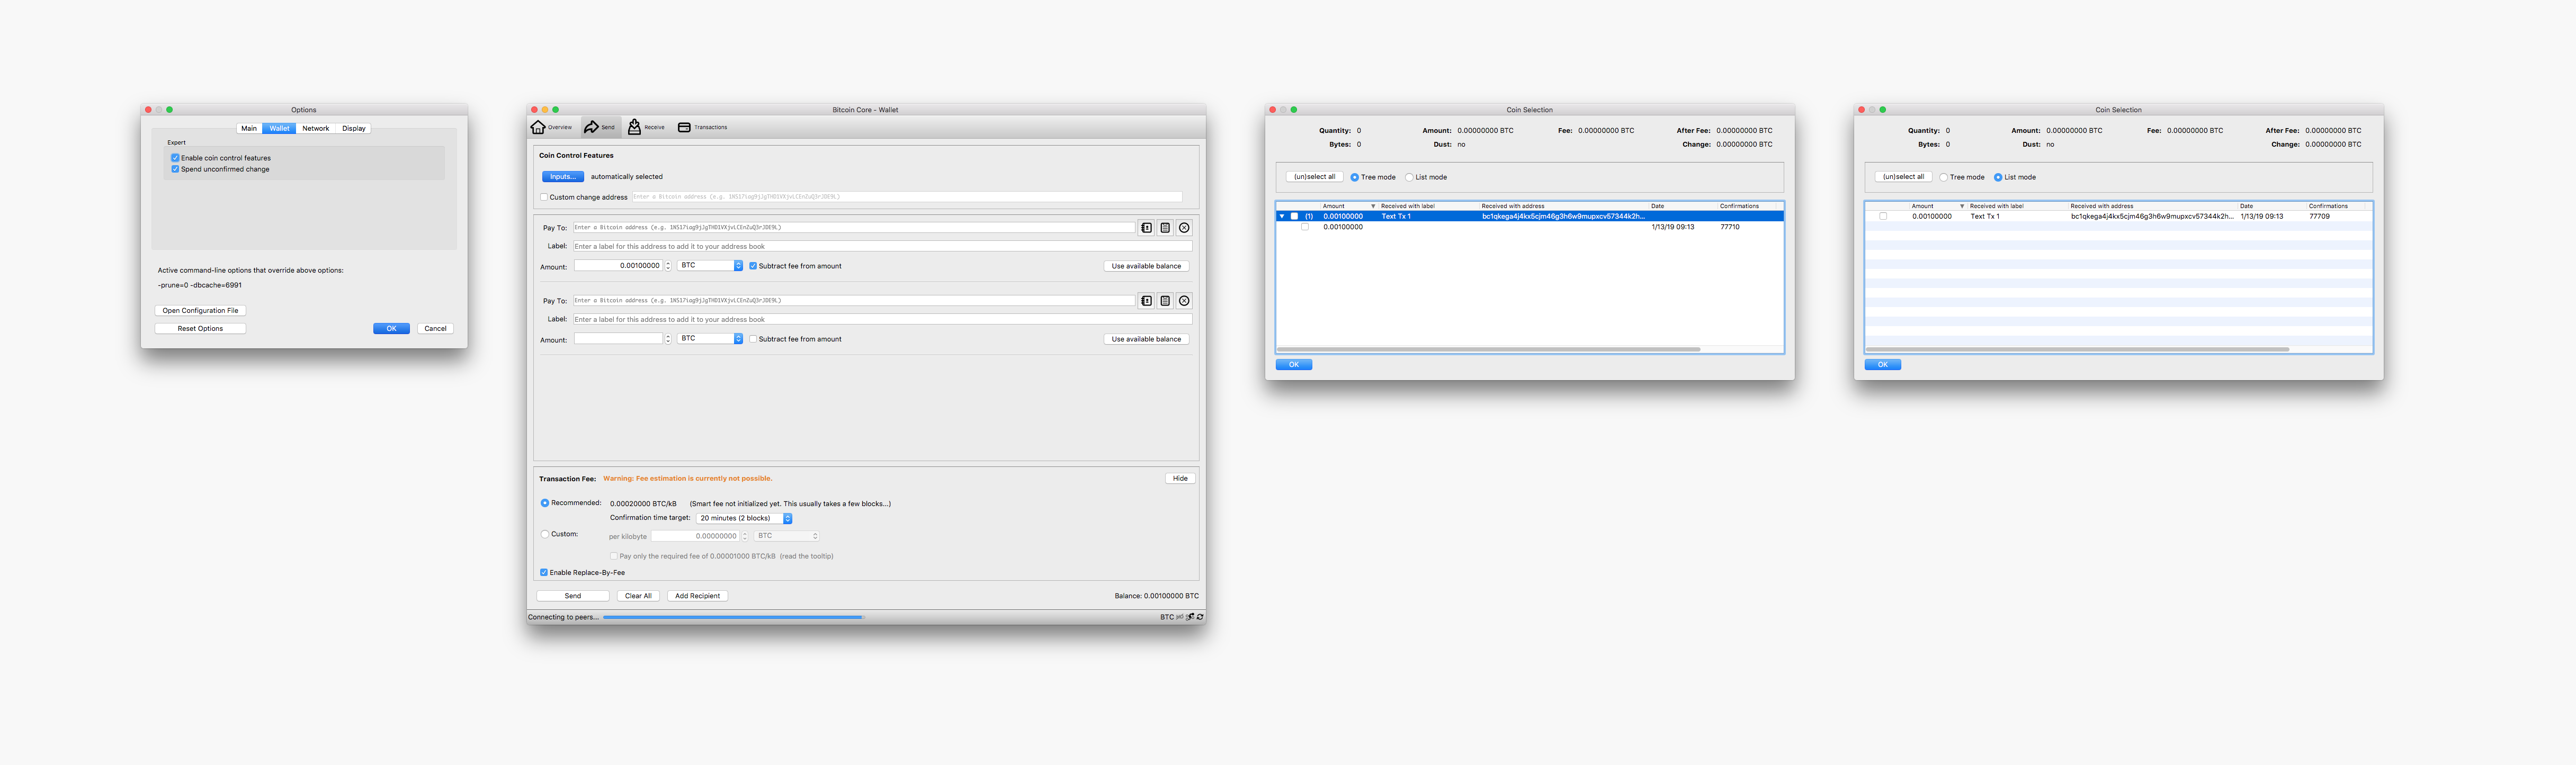 Options
Main Wallet Network Display
Expert
Enable coin control features
Spend unconfirmed change
Active command-line options that override above options:
-prune=0 -dbcache=6991
Open Configuration File
Reset Options OK Cancel
Bitcoin Core - Wallet
Overview Send Receive Transactions
Coin Control Features
Inputs... automatically selected
Custom change address
Enter a Bitcoin address (e.g.
Pay To: Enter a Bitcoin address (e.g.
Label: Enter a label for this address to add it to your address book
Amount: 0.00100000 BTC Subtract fee from amount Use available balance
Pay To: Enter a Bitcoin address (e.g.
Label: Enter a label for this address to add it to your address book
Amount: BTC Subtract fee from amount Use available balance
Transaction Fee: Warning: Fee estimation is currently not possible. Hide
Recommended: 0.00020000 BTC/kB (Smart fee not initialized yet. This usually takes a few blocks...)
Confirmation time target: 20 minutes (2 blocks)
Custom: per kilobyte 0.00000000 BTC
Pay only the required fee of 0.00001000 BTC/kB (read the tooltip)
Enable Replace-By-Fee
Send Clear All Add Recipient Balance: 0.00100000 BTC
Connecting to peers... BTC
Coin Selection
Quantity: 0 Amount: 0.00000000 BTC Fee: 0.00000000 BTC After Fee: 0.00000000 BTC
Bytes: 0 Dust: no Change: 0.00000000 BTC
(un)select all Tree mode List mode
Amount Received with label Received with address Date Confirmations
(1) 0.00100000 Text Tx 1 bc1qkega4j4kx5cjm46g3h6w9mupxcv57344k2h...
0.00100000 1/13/19 09:13 77710
OK
Coin Selection
Quantity: 0 Amount: 0.00000000 BTC Fee: 0.00000000 BTC After Fee: 0.00000000 BTC
Bytes: 0 Dust: no Change: 0.00000000 BTC
(un)select all Tree mode List mode
Amount Received with label Received with address Date Confirmations
0.00100000 Text Tx 1 bc1qkega4j4kx5cjm46g3h6w9mupxcv57344k2h... 1/13/19 09:13 77709
OK